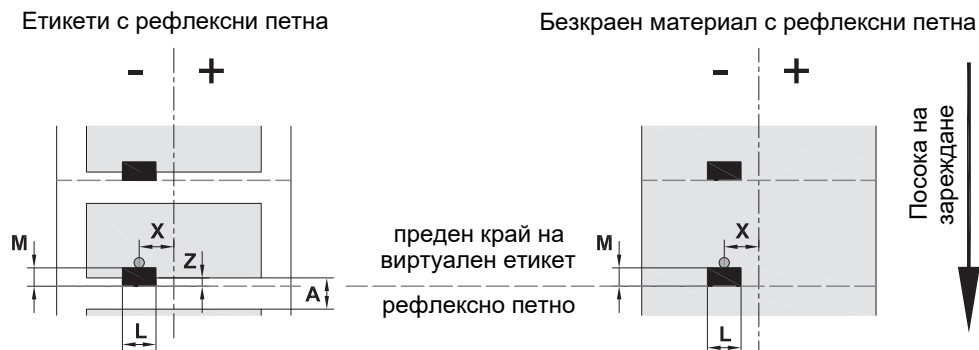 Етикети с рефлексни петна
Безкраен материал с рефлексни петна
- +
- +
Посока на
зареждане
X
M
Z
A
L
преден край на
виртуален етикет
рефлексно петно
X
M
L